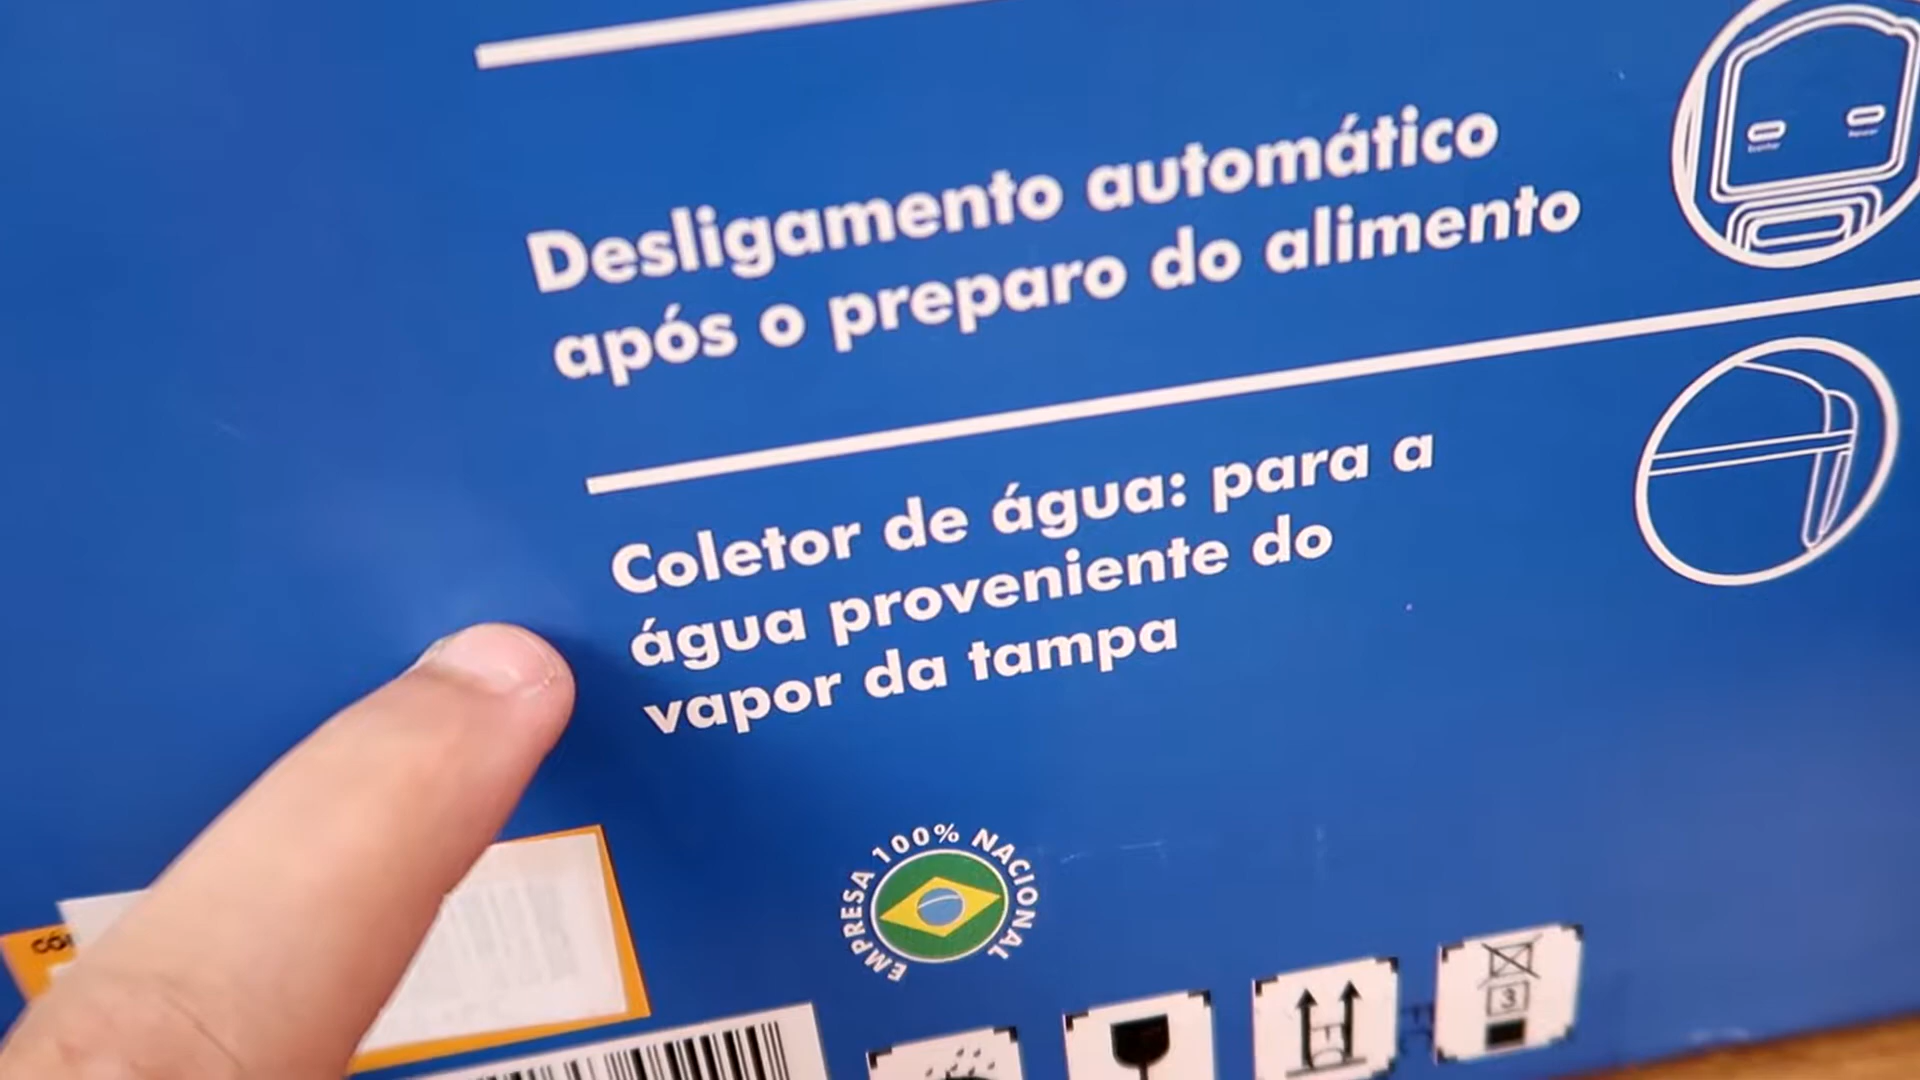 Desligamento automático
após o preparo do alimento
Coletor de água: para a
água proveniente do
vapor da tampa
EMPRESA 100% NACIONAL
3